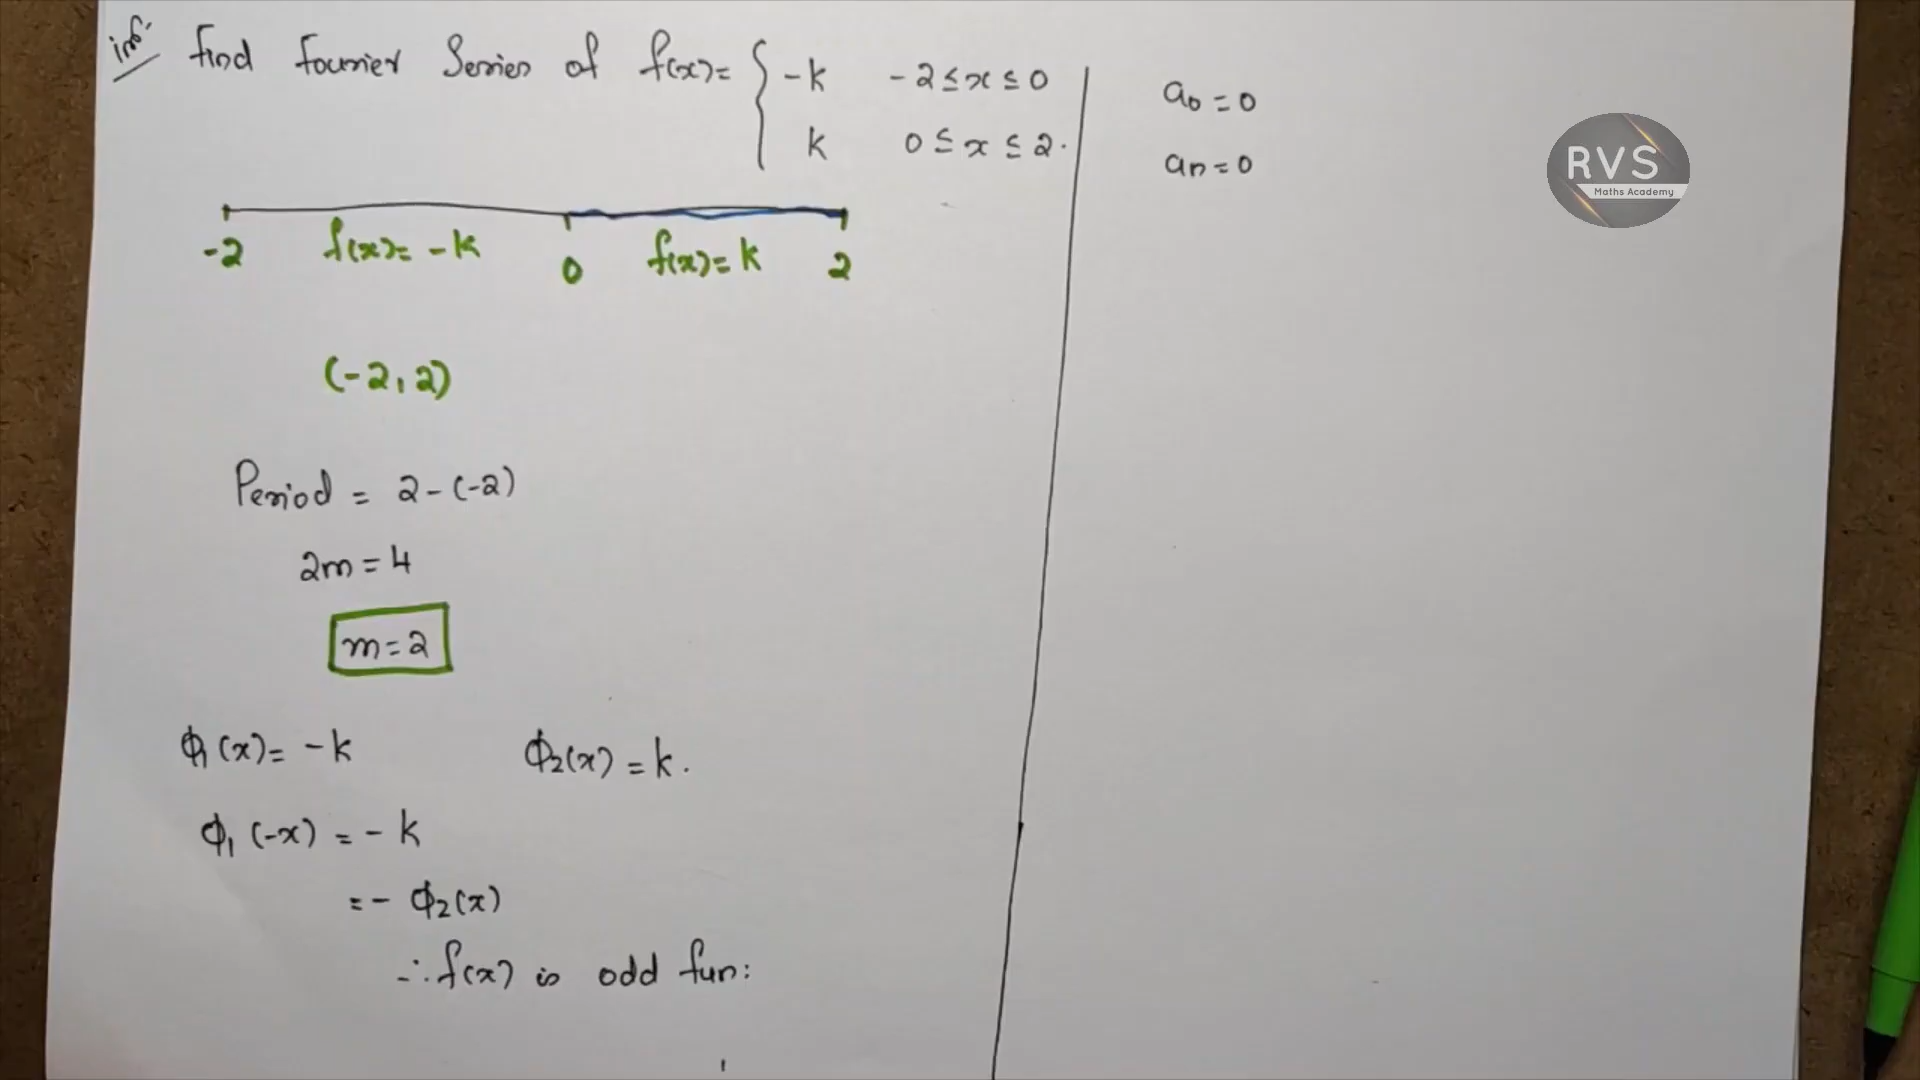 imp. Find Fourier Series of f(x)= { -k -2≤x≤0
k 0≤x≤2.
-2 f(x)= -k 0 f(x)=k 2
(-2, 2)
Period = 2-(-2)
2m=4
m=2
ϕ1(x)= -k ϕ2(x)=k.
ϕ1(-x) = -k
= - ϕ2(x)
∴ f(x) is odd fun:
a0=0
an=0
RVS
Maths Academy